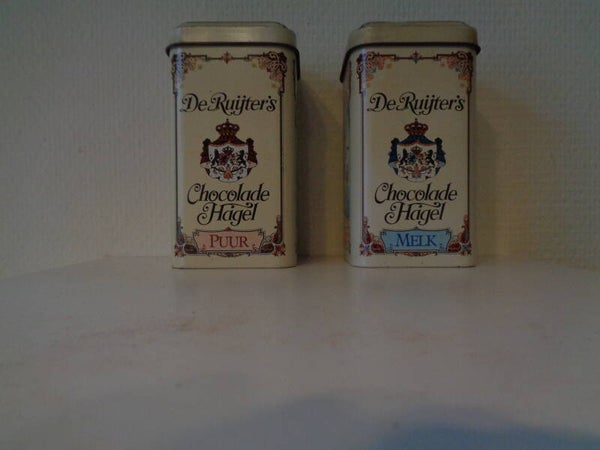 De Ruijter's
Chocolade
Hagel
PUUR
De Ruijter's
Chocolade
Hagel
MELK